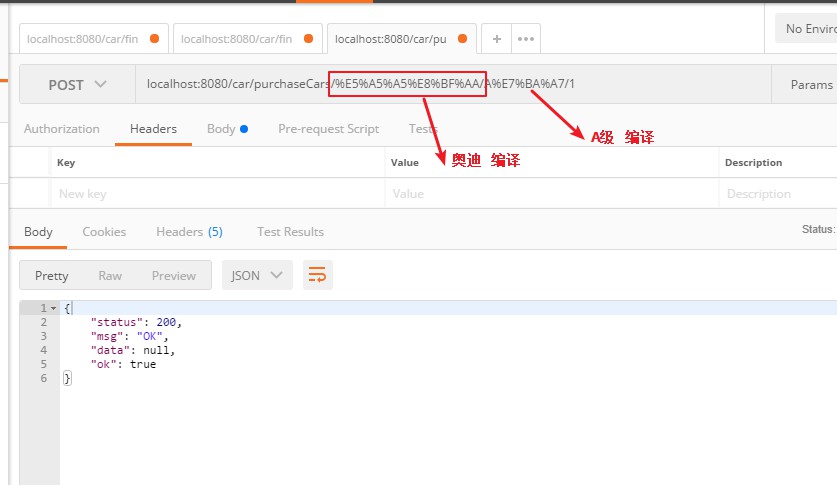 localhost:8080/car/fin
localhost:8080/car/fin
localhost:8080/car/pu
+
•••
No Enviro
POST
localhost:8080/car/purchaseCars/%E5%A5%A5%E8%BF%AA/A%E7%BA%A7/1
Params
Authorization Headers Body Pre-request Script Tests
奥迪 编译
A级 编译
Key Value Description
New key Value Description
Body Cookies Headers (5) Test Results Status:
Pretty Raw Preview JSON
1 {
2 "status": 200,
3 "msg": "OK",
4 "data": null,
5 "ok": true
6 }